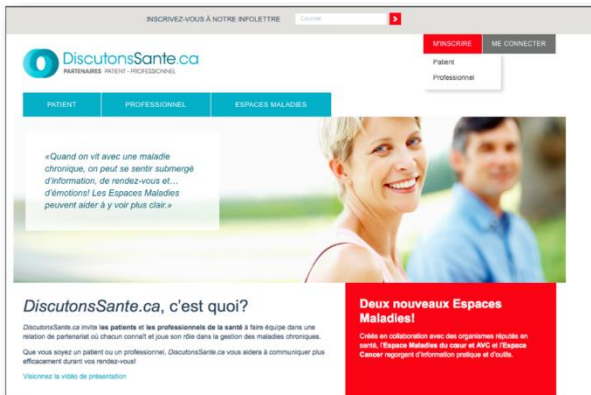 INSCRIVEZ-VOUS À NOTRE INFOLETTRE
Courriel
M'INSCRIRE
ME CONNECTER
Patient
Professionnel
DiscutonsSante.ca
PARTENAIRES PATIENT - PROFESSIONNEL
PATIENT
PROFESSIONNEL
ESPACES MALADIES
«Quand on vit avec une maladie
chronique, on peut se sentir submergé
d'information, de rendez-vous et…
d'émotions! Les Espaces Maladies
peuvent aider à y voir plus clair.»
DiscutonsSante.ca, c'est quoi?
DiscutonsSante.ca invite les patients et les professionnels de la santé à faire équipe dans une
relation de partenariat où chacun connaît et joue son rôle dans la gestion des maladies chroniques.
Que vous soyez un patient ou un professionnel, DiscutonsSante.ca vous aidera à communiquer plus
efficacement durant vos rendez-vous!
Visionnez la vidéo de présentation
Deux nouveaux Espaces
Maladies!
Créés en collaboration avec des organismes réputés en
santé, l'Espace Maladies du cœur et AVC et l'Espace
Cancer regorgent d'information pratique et d'outils.